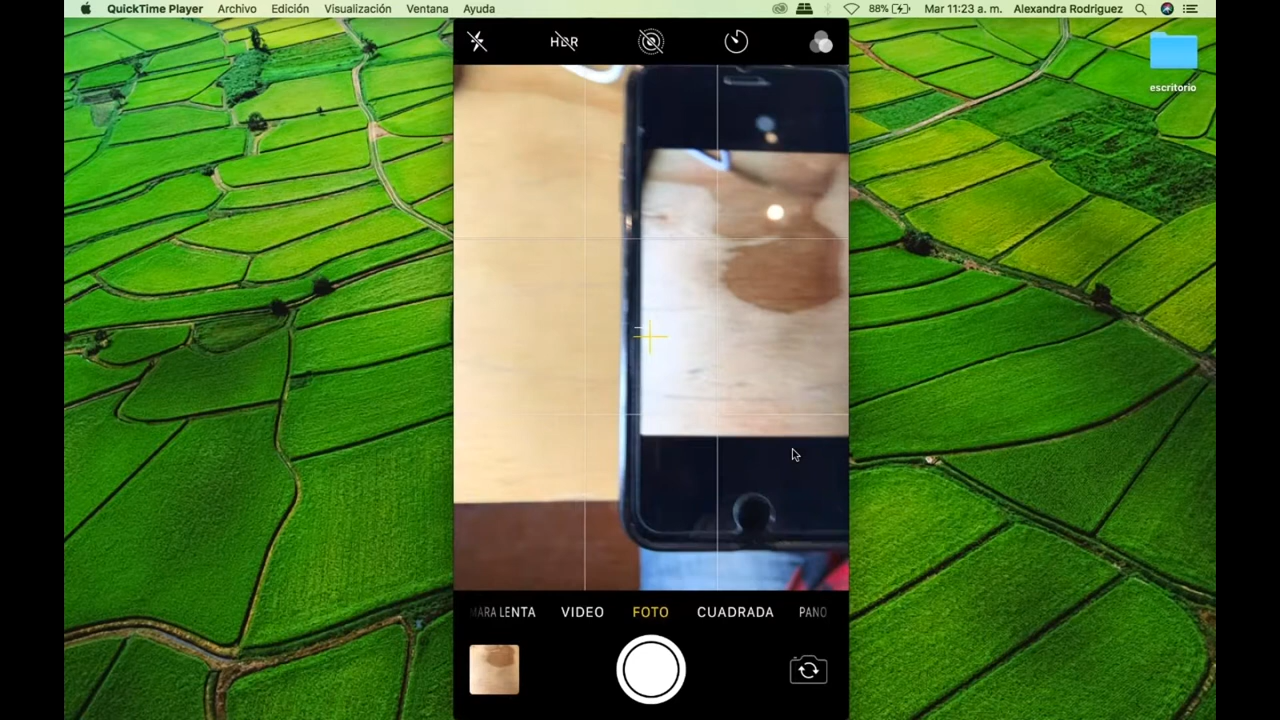 QuickTime Player Archivo Edición Visualización Ventana Ayuda 88% Mar 11:23 a. m. Alexandra Rodriguez
HDR
escritorio
ARA LENTA VIDEO FOTO CUADRADA PANO